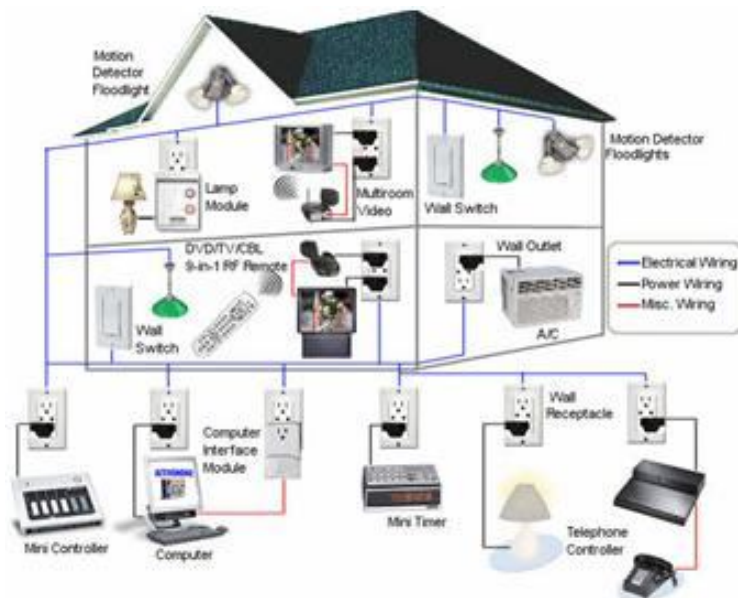 Motion
Detector
Floodlight
Motion Detector
Floodlights
Lamp
Module
Multiroom
Video
Wall Switch
DVD/TV/CBL
9-in-1 RF Remote
Wall Outlet
Electrical Wiring
Power Wiring
Misc. Wiring
Wall
Switch
A/C
Computer
Interface
Module
Wall
Receptacle
Mini Controller
Computer
Mini Timer
Telephone
Controller